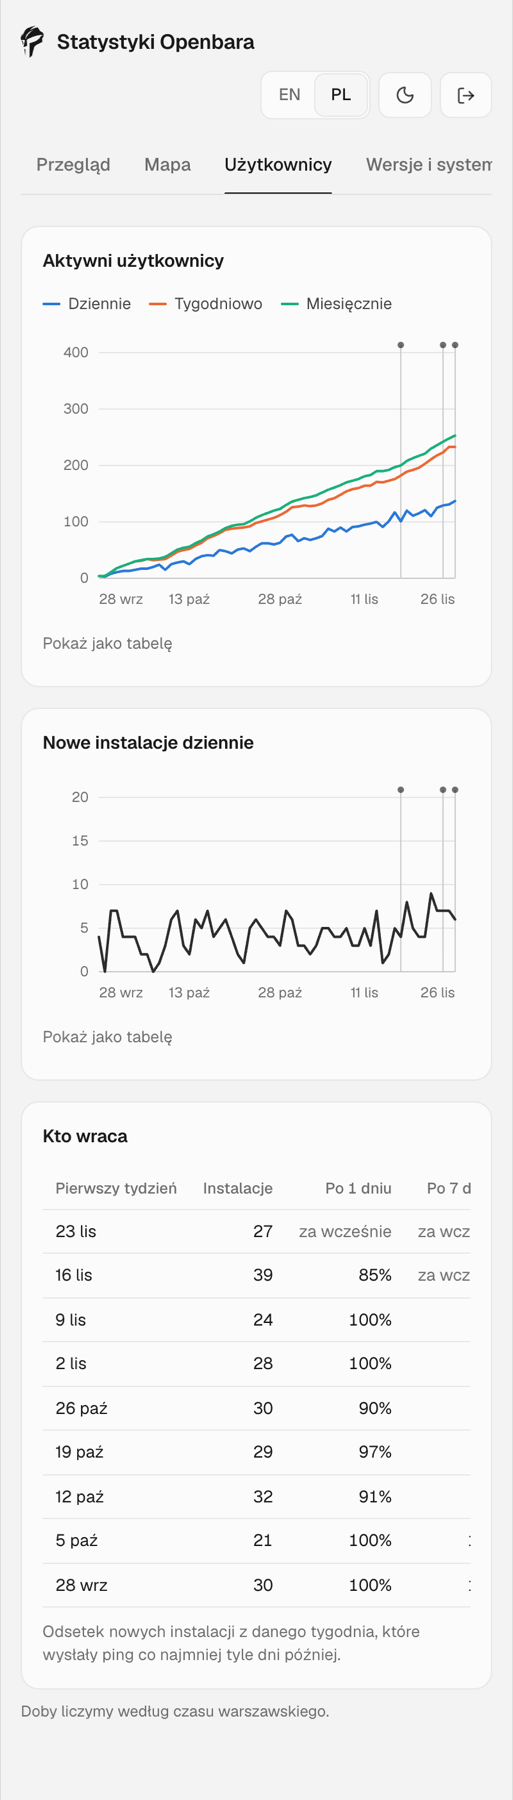 Statystyki Openbara
EN PL
Przegląd Mapa Użytkownicy Wersje i system
Aktywni użytkownicy
Dziennie Tygodniowo Miesięcznie
400
300
200
100
0
28 wrz 13 paź 28 paź 11 lis 26 lis
Pokaż jako tabelę
Nowe instalacje dziennie
20
15
10
5
0
28 wrz 13 paź 28 paź 11 lis 26 lis
Pokaż jako tabelę
Kto wraca
Pierwszy tydzień Instalacje Po 1 dniu Po 7 d
23 lis 27 za wcześnie za wcz
16 lis 39 85% za wcz
9 lis 24 100%
2 lis 28 100%
26 paź 30 90%
19 paź 29 97%
12 paź 32 91%
5 paź 21 100%
28 wrz 30 100%
Odsetek nowych instalacji z danego tygodnia, które
wysłały ping co najmniej tyle dni później.
Doby liczymy według czasu warszawskiego.